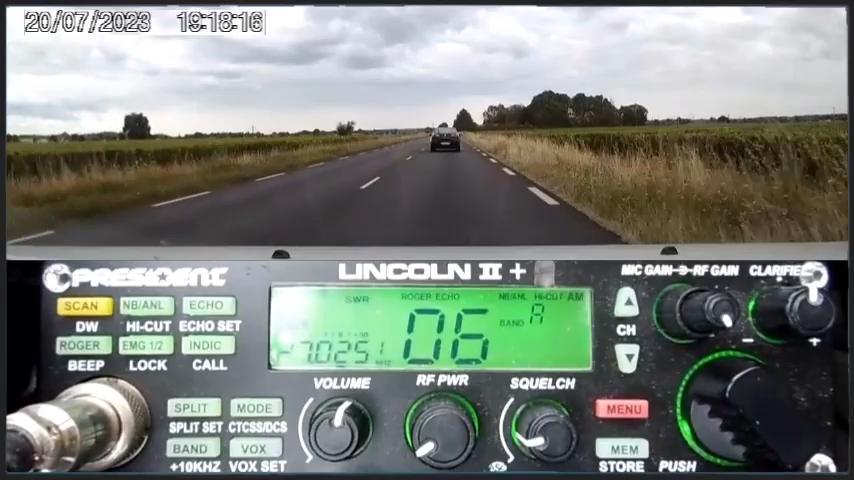 20/07/2023 19:18:16
PRESIDENT LINCOLN II +
MIC GAIN RF GAIN CLARIFIER
SCAN NB/ANL ECHO
DW HI-CUT ECHO SET
ROGER EMG 1/2 INDIC
BEEP LOCK CALL
SWR ROGER ECHO NB/ANL HI-CUT AM
06 BAND A
CH
VOLUME RF PWR SQUELCH
SPLIT MODE
SPLIT SET CTCSS/DCS
BAND VOX
+10KHZ VOX SET
MENU
MEM
STORE PUSH
- +